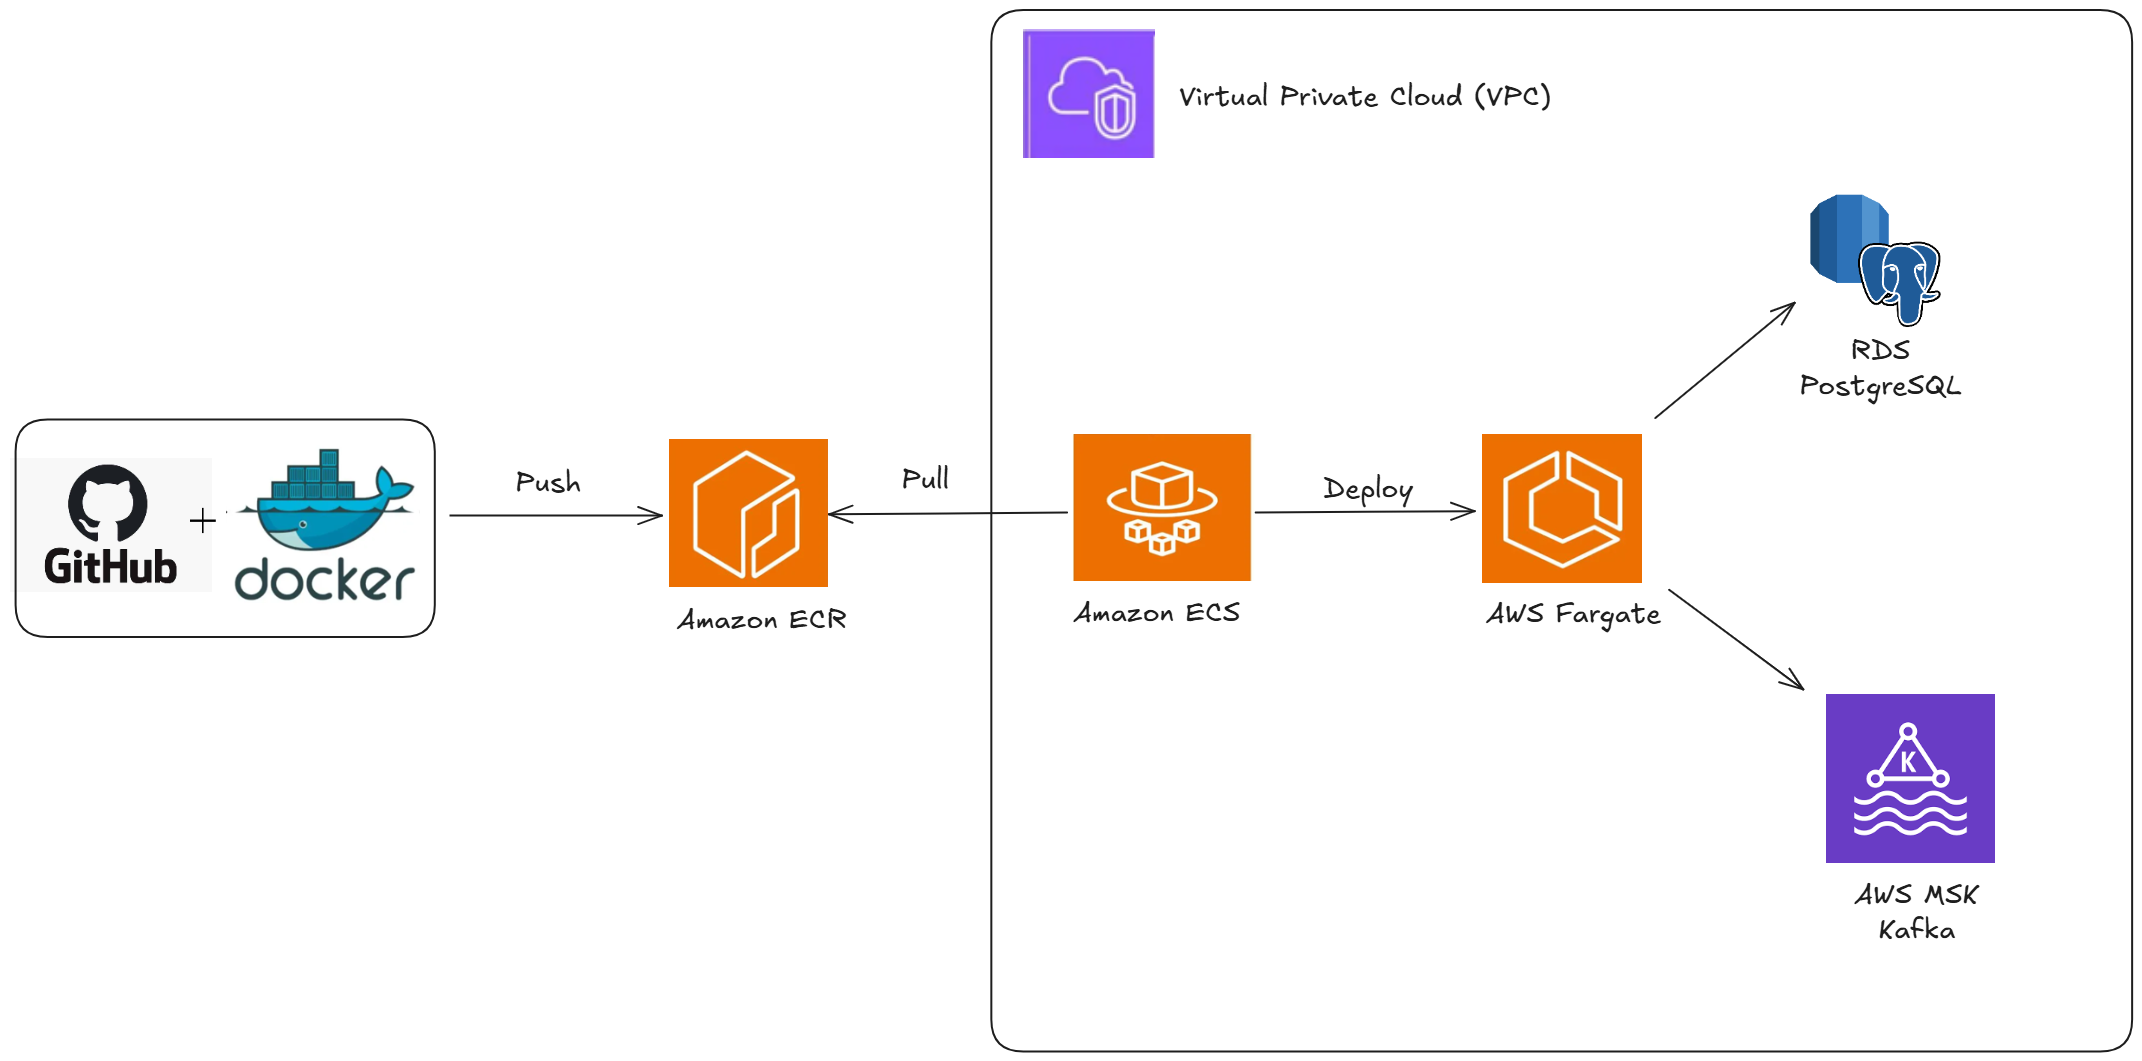 Virtual Private Cloud (VPC)
RDS
PostgreSQL
GitHub
+
docker
Push
Amazon ECR
Pull
Amazon ECS
Deploy
AWS Fargate
K
AWS MSK
Kafka